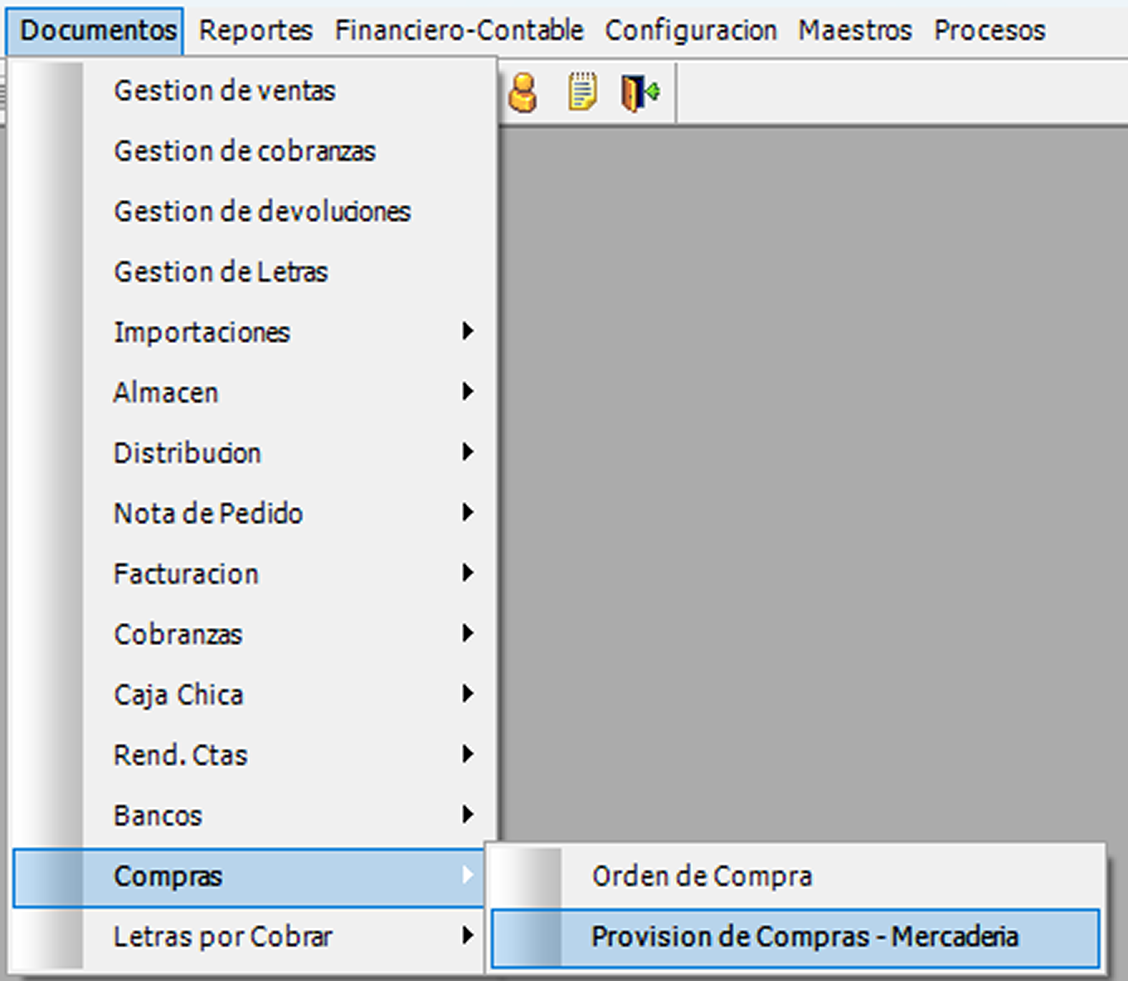 Documentos Reportes Financiero-Contable Configuracion Maestros Procesos
Gestion de ventas
Gestion de cobranzas
Gestion de devoluciones
Gestion de Letras
Importaciones
Almacen
Distribucion
Nota de Pedido
Facturacion
Cobranzas
Caja Chica
Rend. Ctas
Bancos
Compras
Orden de Compra
Provision de Compras - Mercaderia
Letras por Cobrar